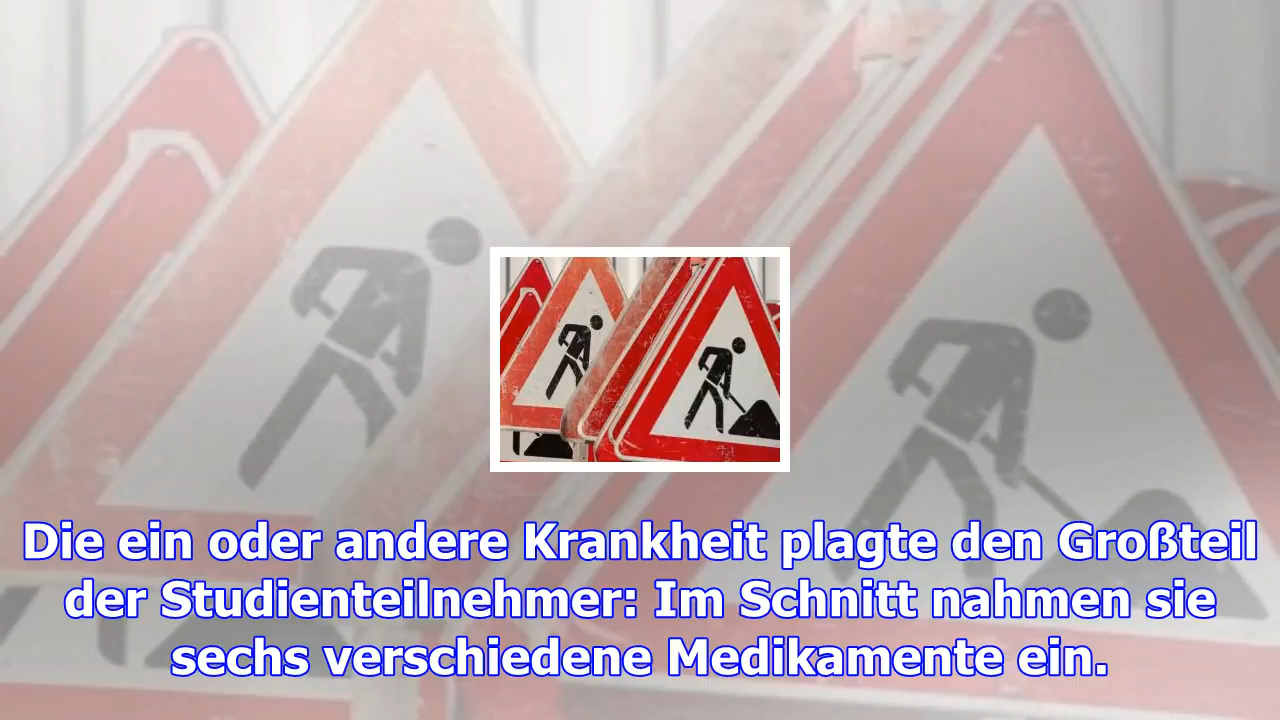 Die ein oder andere Krankheit plagte den Großteil
der Studienteilnehmer: Im Schnitt nahmen sie
sechs verschiedene Medikamente ein.